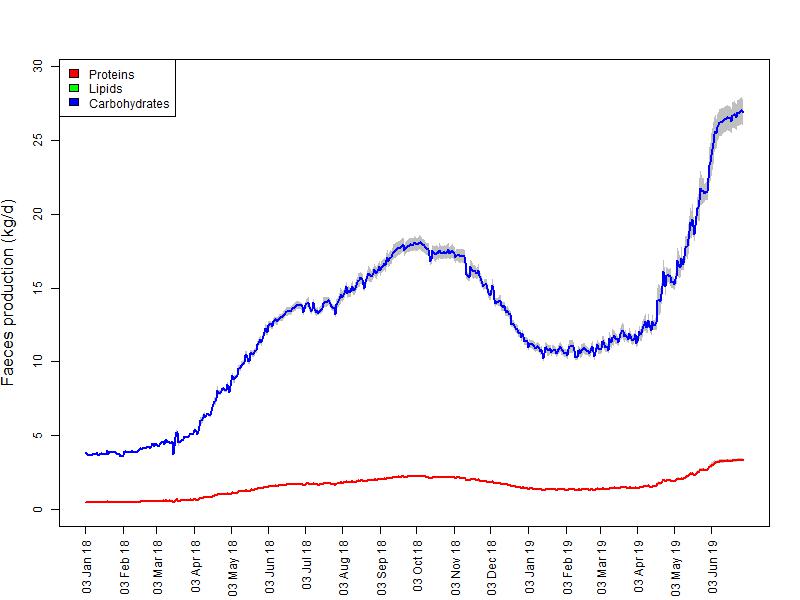 Proteins
Lipids
Carbohydrates
Faeces production (kg/d)
30
25
20
15
10
5
0
03 Jan 18
03 Feb 18
03 Mar 18
03 Apr 18
03 May 18
03 Jun 18
03 Jul 18
03 Aug 18
03 Sep 18
03 Oct 18
03 Nov 18
03 Dec 18
03 Jan 19
03 Feb 19
03 Mar 19
03 Apr 19
03 May 19
03 Jun 19